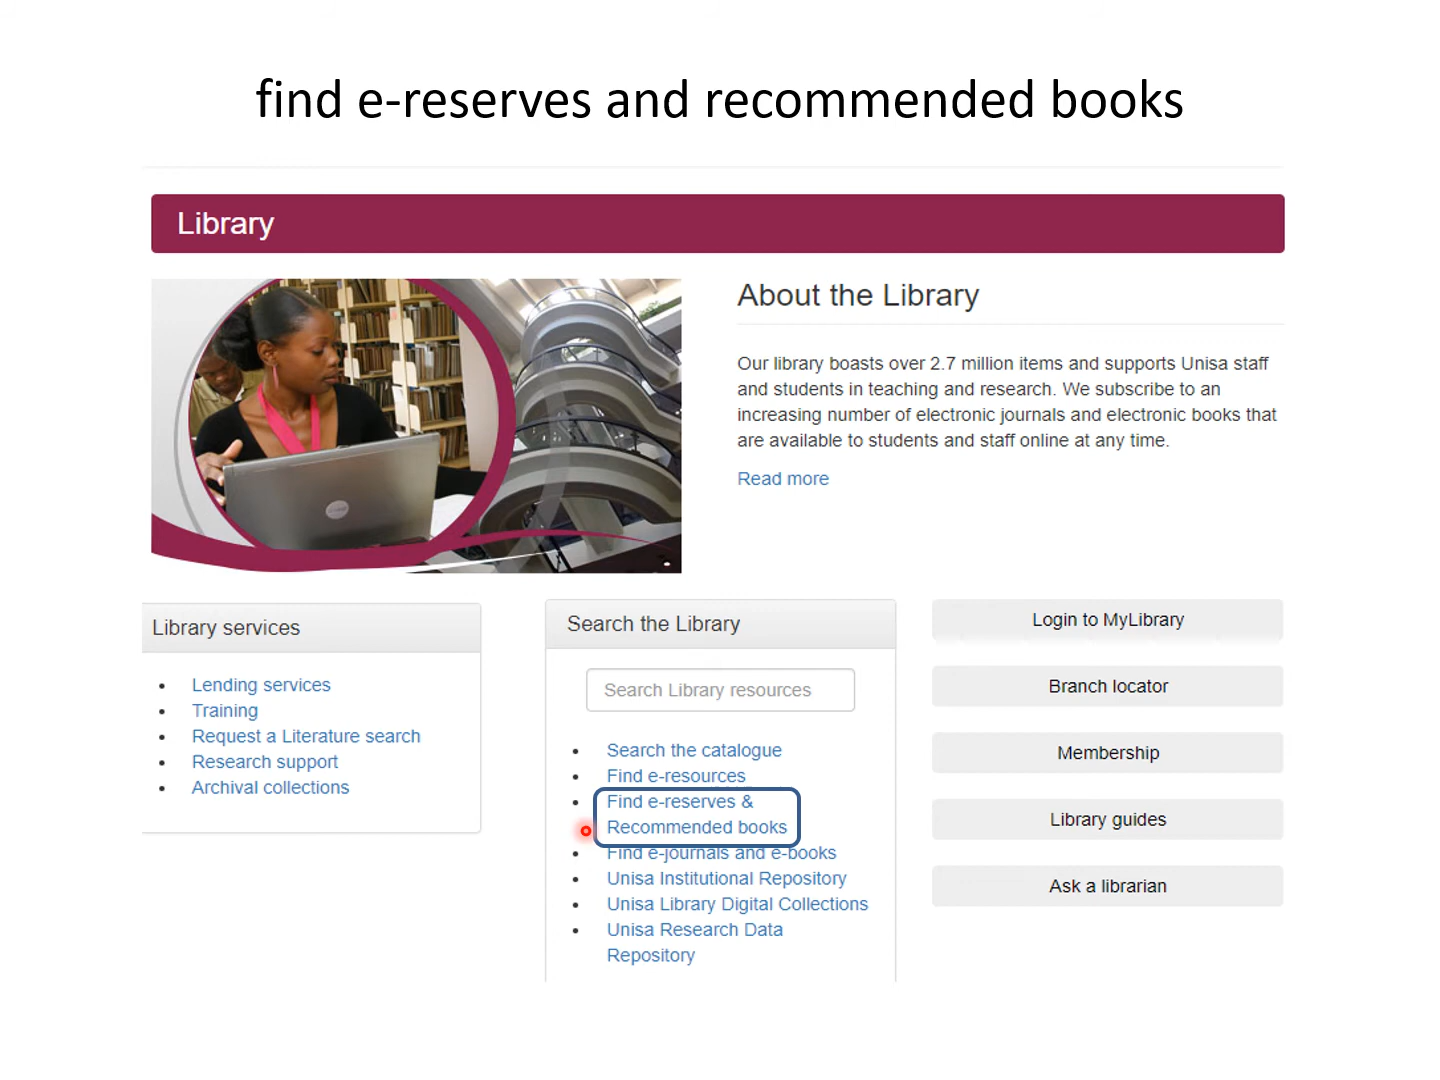 find e-reserves and recommended books
Library
About the Library
Our library boasts over 2.7 million items and supports Unisa staff
and students in teaching and research. We subscribe to an
increasing number of electronic journals and electronic books that
are available to students and staff online at any time.
Read more
Library services
Lending services
Training
Request a Literature search
Research support
Archival collections
Search the Library
Search Library resources
Search the catalogue
Find e-resources
Find e-reserves &
Recommended books
Find e-journals and e-books
Unisa Institutional Repository
Unisa Library Digital Collections
Unisa Research Data
Repository
Login to MyLibrary
Branch locator
Membership
Library guides
Ask a librarian